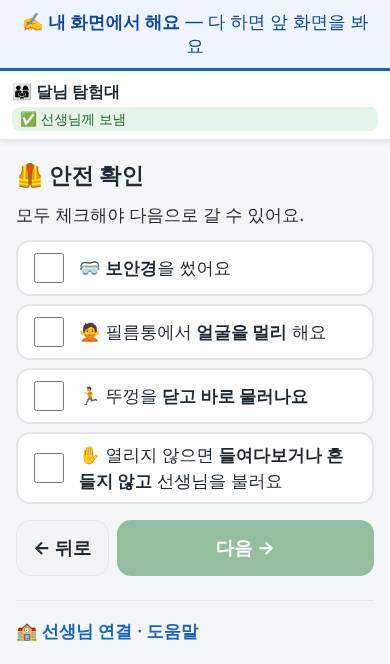 ✍️ 내 화면에서 해요 — 다 하면 앞 화면을 봐
요
👨‍👩‍👧 달님 탐험대
✅ 선생님께 보냄
🦺 안전 확인
모두 체크해야 다음으로 갈 수 있어요.
🥽 보안경을 썼어요
🙅 필름통에서 얼굴을 멀리 해요
🏃 뚜껑을 닫고 바로 물러나요
✋ 열리지 않으면 들여다보거나 흔
들지 않고 선생님을 불러요
← 뒤로
다음 →
🏫 선생님 연결 · 도움말